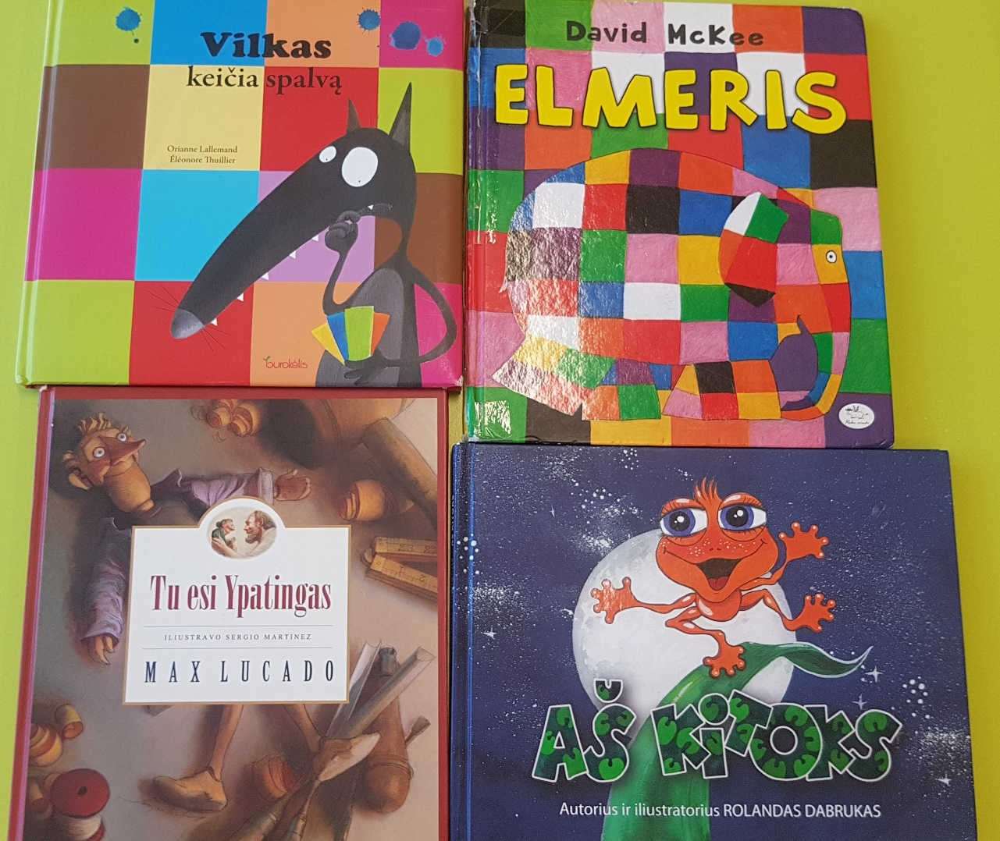 Vilkas
keičia spalvą
Orianne Lallemand
Éléonore Thuillier
burokėlis
David McKee
ELMERIS
Tu esi Ypatingas
ILIUSTRAVO SERGIO MARTINEZ
MAX LUCADO
AŠ KiTOKS
Autorius ir iliustratorius ROLANDAS DABRUKAS